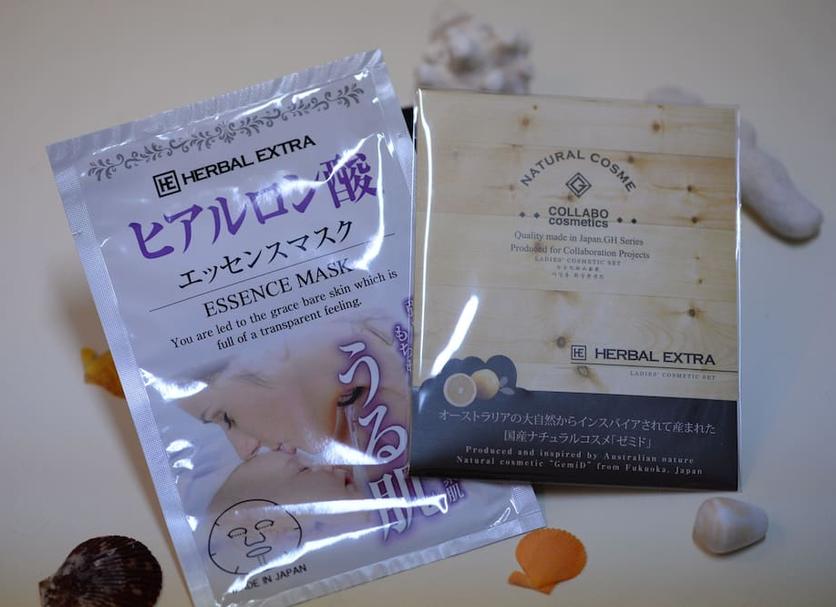 HE HERBAL EXTRA
ヒアルロン酸
エッセンスマスク
ESSENCE MASK
You are led to the grace bare skin which is
full of a transparent feeling.
うる肌
MADE IN JAPAN
NATURAL COSME
COLLABO
cosmetics
Quality made in Japan.GH Series
Produced for Collaboration Projects
LADIES' COSMETIC SET
HE HERBAL EXTRA
LADIES' COSMETIC SET
オーストラリアの大自然からインスパイアされて産まれた
国産ナチュラルコスメ「ゼミド」
Produced and inspired by Australian nature
Natural cosmetic "GemiD" from Fukuoka, Japan